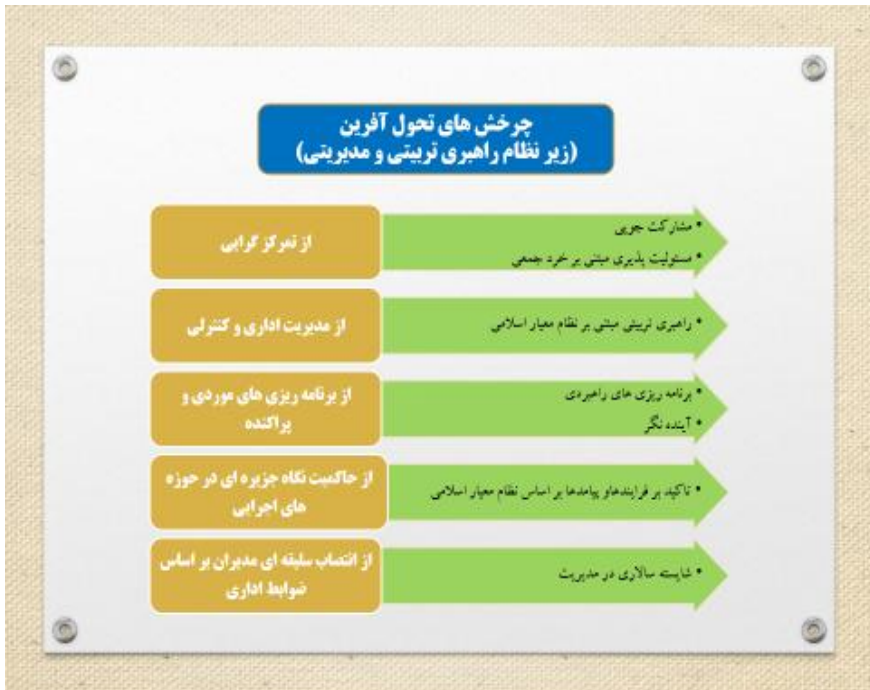 چرخش های تحول آفرین
(زیر نظام راهبری تربیتی و مدیریتی)
از تمرکز گرایی
• مشارکت جویی
• مسئولیت پذیری مبتنی بر خرد جمعی
از مدیریت اداری و کنترلی
• راهبری تربیتی مبتنی بر نظام معیار اسلامی
از برنامه ریزی های موردی و
پراکنده
• برنامه ریزی های راهبردی
• آینده نگر
از حاکمیت نگاه جزیره ای در حوزه
های اجرایی
• تاکید بر فرایندهاو پیامدها بر اساس نظام معیار اسلامی
از انتصاب سلیقه ای مدیران بر اساس
ضوابط اداری
• شایسته سالاری در مدیریت